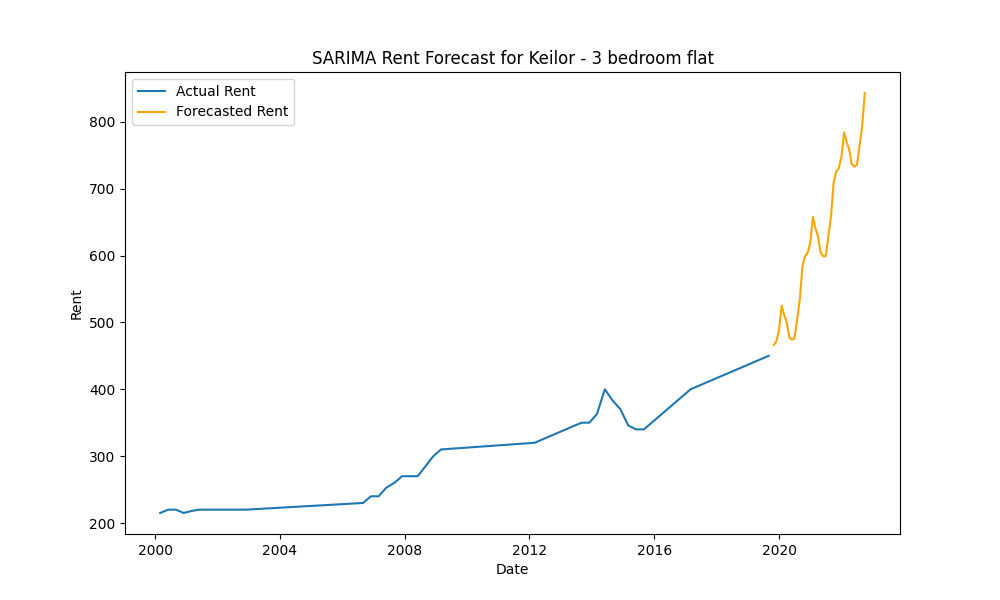 SARIMA Rent Forecast for Keilor - 3 bedroom flat
Actual Rent
Forecasted Rent
800
700
600
500
400
300
200
Rent
2000 2004 2008 2012 2016 2020
Date